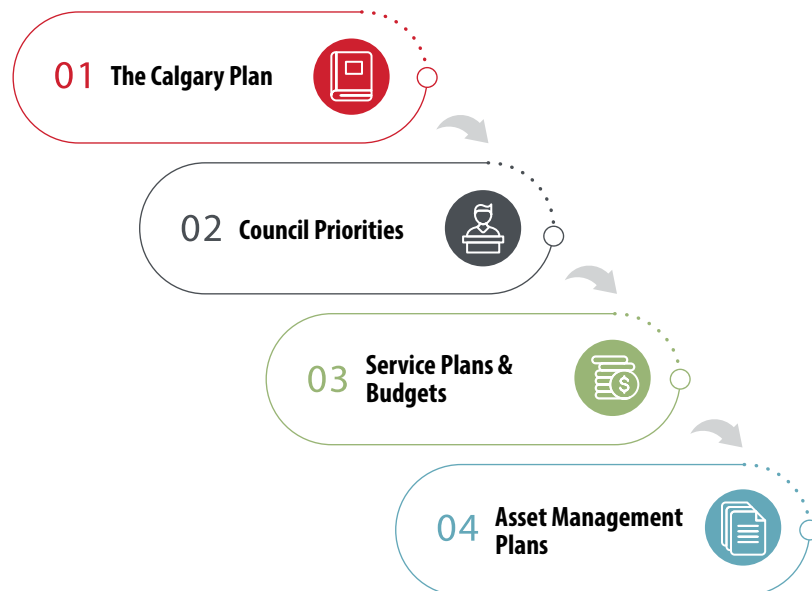 01 The Calgary Plan
02 Council Priorities
03 Service Plans &
Budgets
$
04 Asset Management
Plans